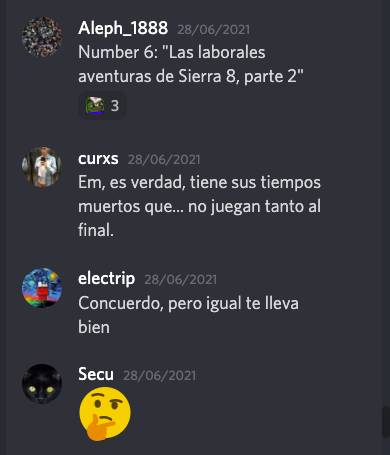 Aleph_1888 28/06/2021
Number 6: "Las laborales
aventuras de Sierra 8, parte 2"
3
curxs 28/06/2021
Em, es verdad, tiene sus tiempos
muertos que... no juegan tanto al
final.
electrip 28/06/2021
Concuerdo, pero igual te lleva
bien
Secu 28/06/2021